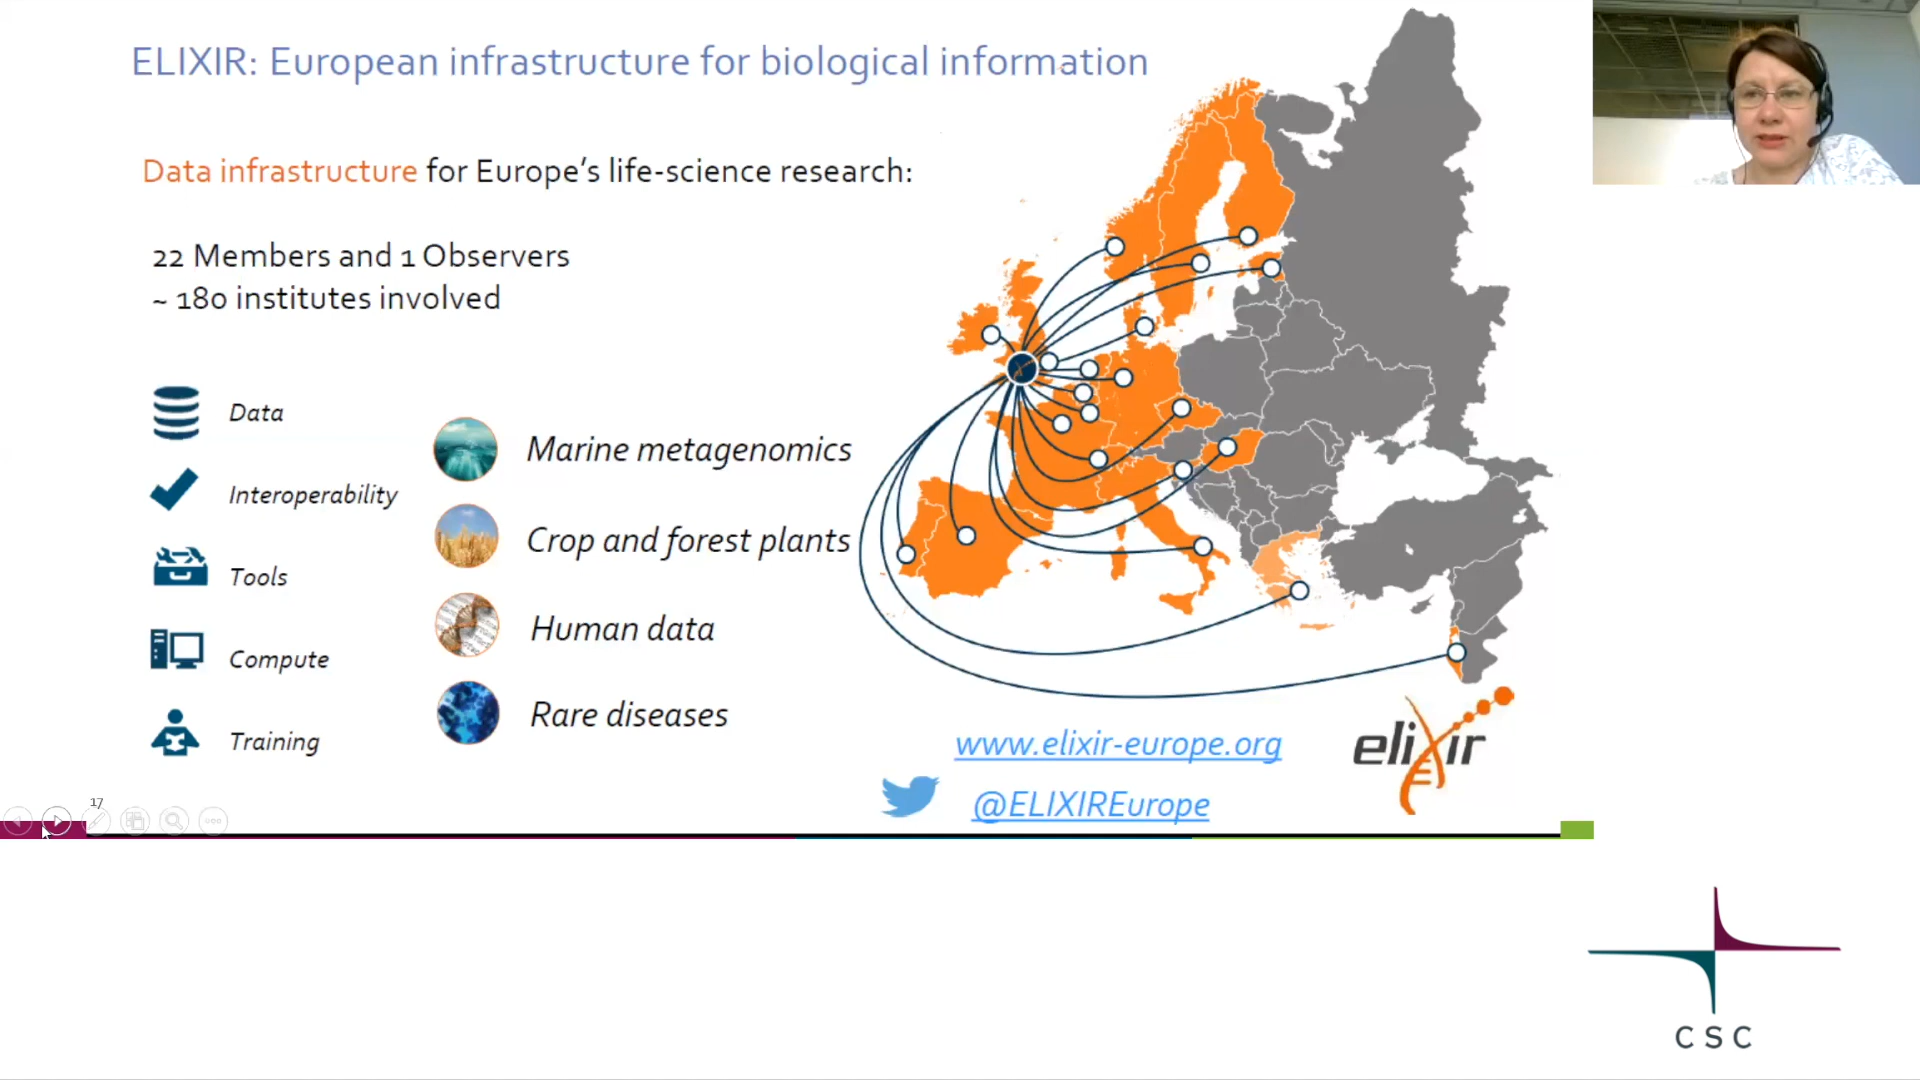 ELIXIR: European infrastructure for biological information
Data infrastructure for Europe's life-science research:
22 Members and 1 Observers
~ 180 institutes involved
Data
Interoperability
Tools
Compute
Training
Marine metagenomics
Crop and forest plants
Human data
Rare diseases
www.elixir-europe.org
@ELIXIREurope
elixir
17
CSC